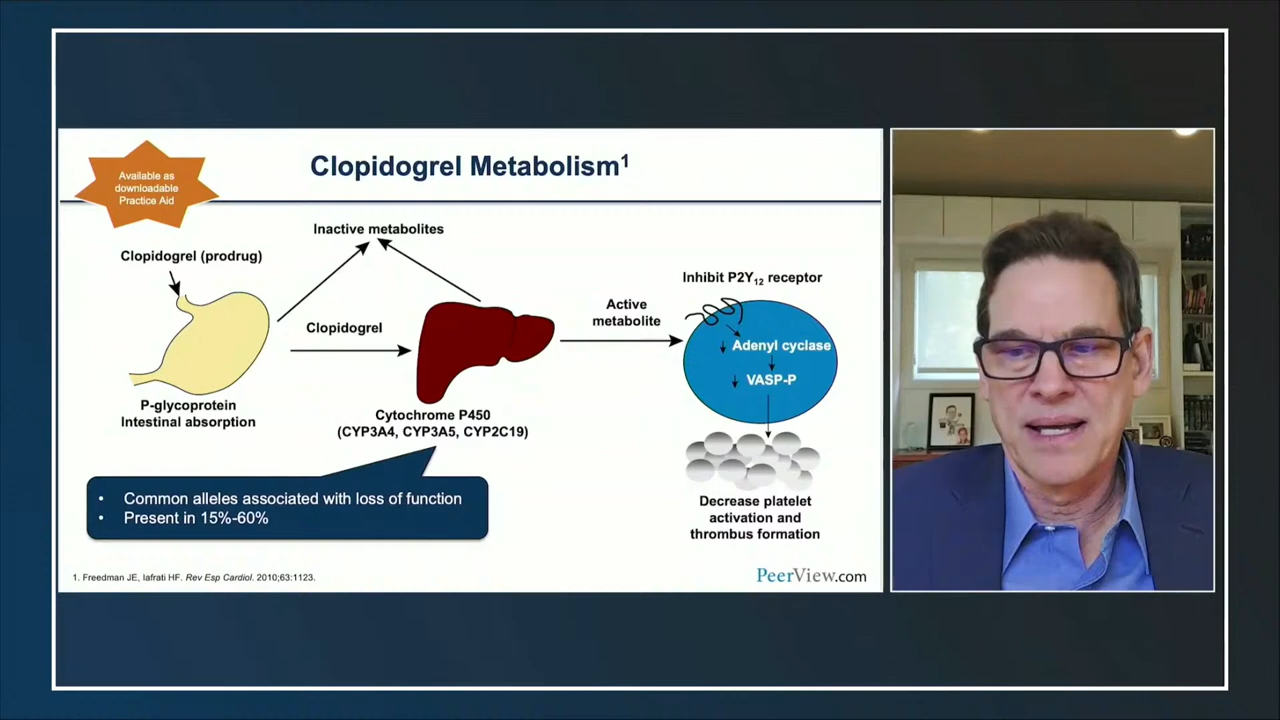 Available as
downloadable
Practice Aid
Clopidogrel Metabolism1
Inactive metabolites
Clopidogrel (prodrug)
Clopidogrel
P-glycoprotein
Intestinal absorption
Cytochrome P450
(CYP3A4, CYP3A5, CYP2C19)
Active
metabolite
Inhibit P2Y12 receptor
Adenyl cyclase
VASP-P
Decrease platelet
activation and
thrombus formation
• Common alleles associated with loss of function
• Present in 15%-60%
1. Freedman JE, Iafrati HF. Rev Esp Cardiol. 2010;63:1123.
PeerView.com